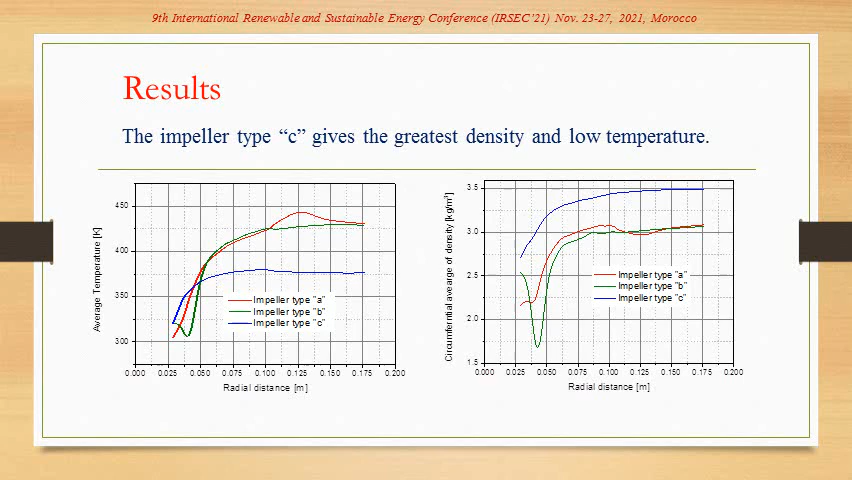 9th International Renewable and Sustainable Energy Conference (IRSEC'21) Nov. 23-27, 2021, Morocco
Results
The impeller type “c” gives the greatest density and low temperature.
450
400
350
300
0.000 0.025 0.050 0.075 0.100 0.125 0.150 0.175 0.200
Radial distance [m]
Average Temperature [K]
Impeller type "a"
Impeller type "b"
Impeller type "c"
3.5
3.0
2.5
2.0
1.5
0.000 0.025 0.050 0.075 0.100 0.125 0.150 0.175 0.200
Radial distance [m]
Circumferntial avearge of density [kg/m³]
Impeller type "a"
Impeller type "b"
Impeller type "c"